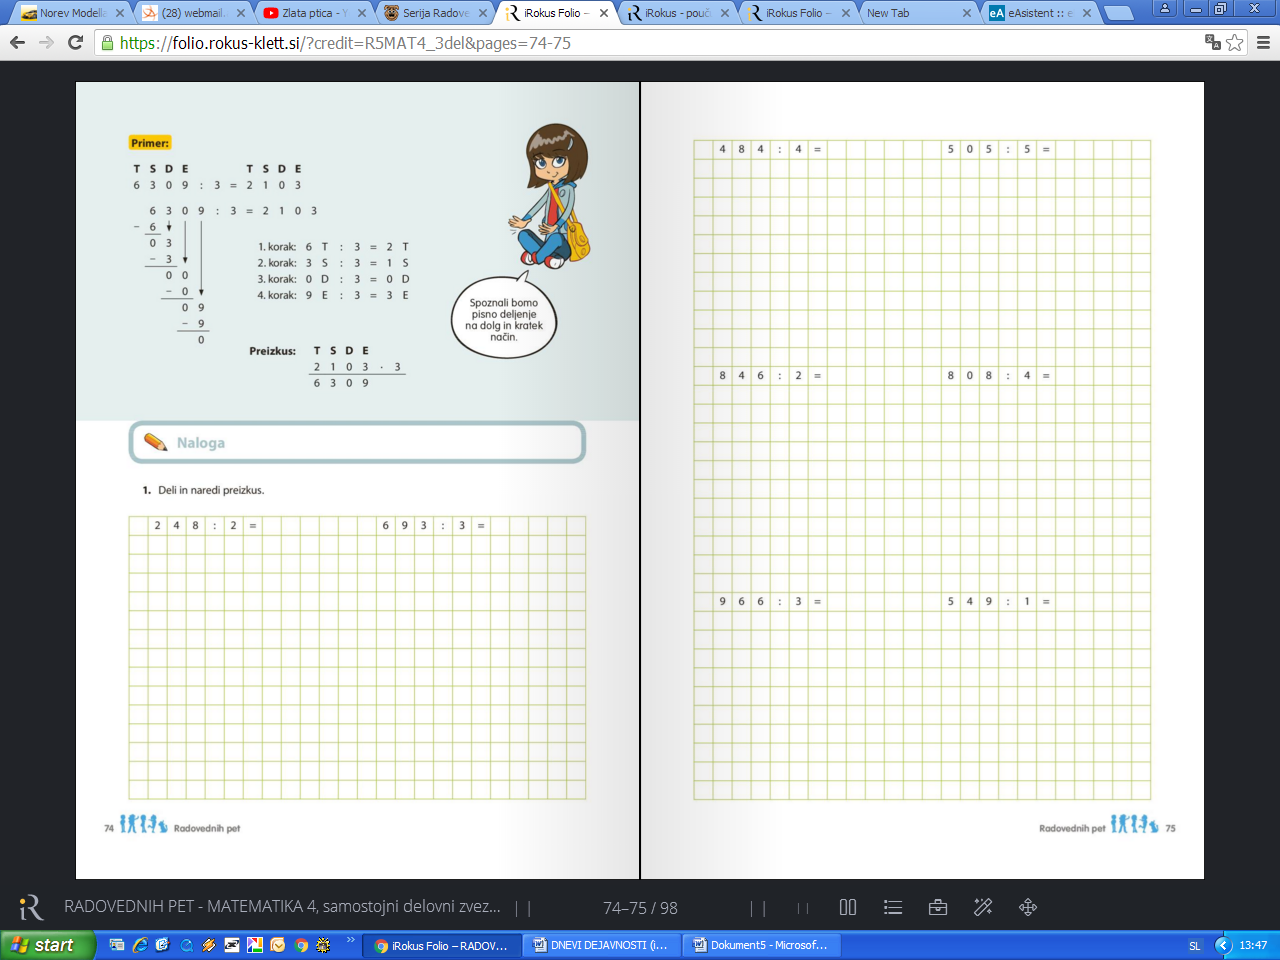 Norev Modella
(28) webmail.
Zlata ptica - Y
Serija Radove
iRokus Folio –
iRokus - pouč
iRokus Folio –
New Tab
eAsistent :: e
https://folio.rokus-klett.si/?credit=R5MAT4_3del&pages=74-75
Primer:
T S D E T S D E
6 3 0 9 : 3 = 2 1 0 3
6 3 0 9 : 3 = 2 1 0 3
– 6
0 3
– 3
0 0
– 0
0 9
– 9
0
1. korak: 6 T : 3 = 2 T
2. korak: 3 S : 3 = 1 S
3. korak: 0 D : 3 = 0 D
4. korak: 9 E : 3 = 3 E
Preizkus: T S D E
2 1 0 3 · 3
6 3 0 9
Spoznali bomo
pisno deljenje
na dolg in kratek
način.
Naloga
1. Deli in naredi preizkus.
2 4 8 : 2 =
6 9 3 : 3 =
74 Radovednih pet
4 8 4 : 4 =
5 0 5 : 5 =
8 4 6 : 2 =
8 0 8 : 4 =
9 6 6 : 3 =
5 4 9 : 1 =
Radovednih pet 75
iR
RADOVEDNIH PET - MATEMATIKA 4, samostojni delovni zvez...
74–75 / 98
start
iRokus Folio – RADOV...
DNEVI DEJAVNOSTI (i...
Dokument5 - Microsof...
SL
13:47